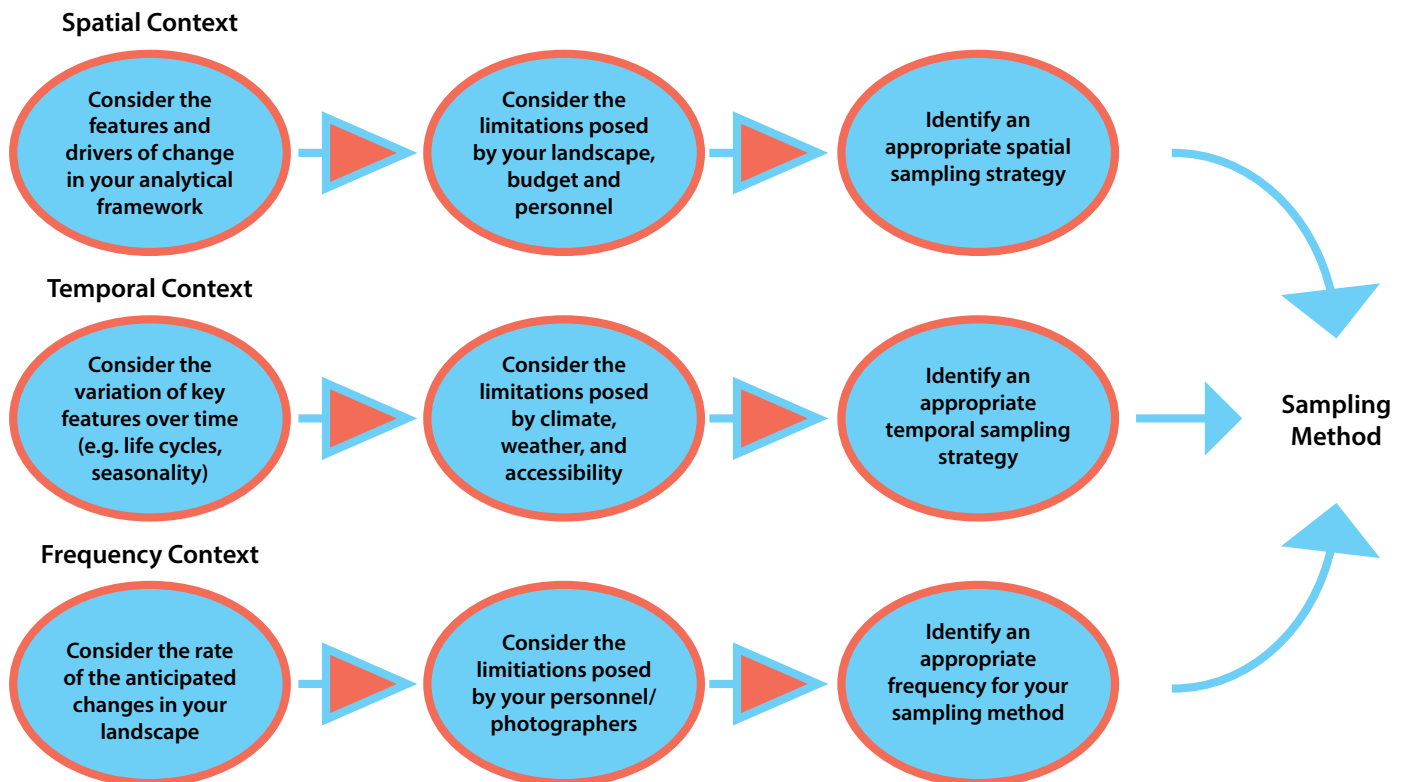 Spatial Context
Consider the
features and
drivers of change
in your analytical
framework
Consider the
limitations posed
by your landscape,
budget and
personnel
Identify an
appropriate spatial
sampling strategy
Temporal Context
Consider the
variation of key
features over time
(e.g. life cycles,
seasonality)
Consider the
limitations posed
by climate,
weather, and
accessibility
Identify an
appropriate
temporal sampling
strategy
Sampling
Method
Frequency Context
Consider the rate
of the anticipated
changes in your
landscape
Consider the
limitiations posed
by your personnel/
photographers
Identify an
appropriate
frequency for your
sampling method